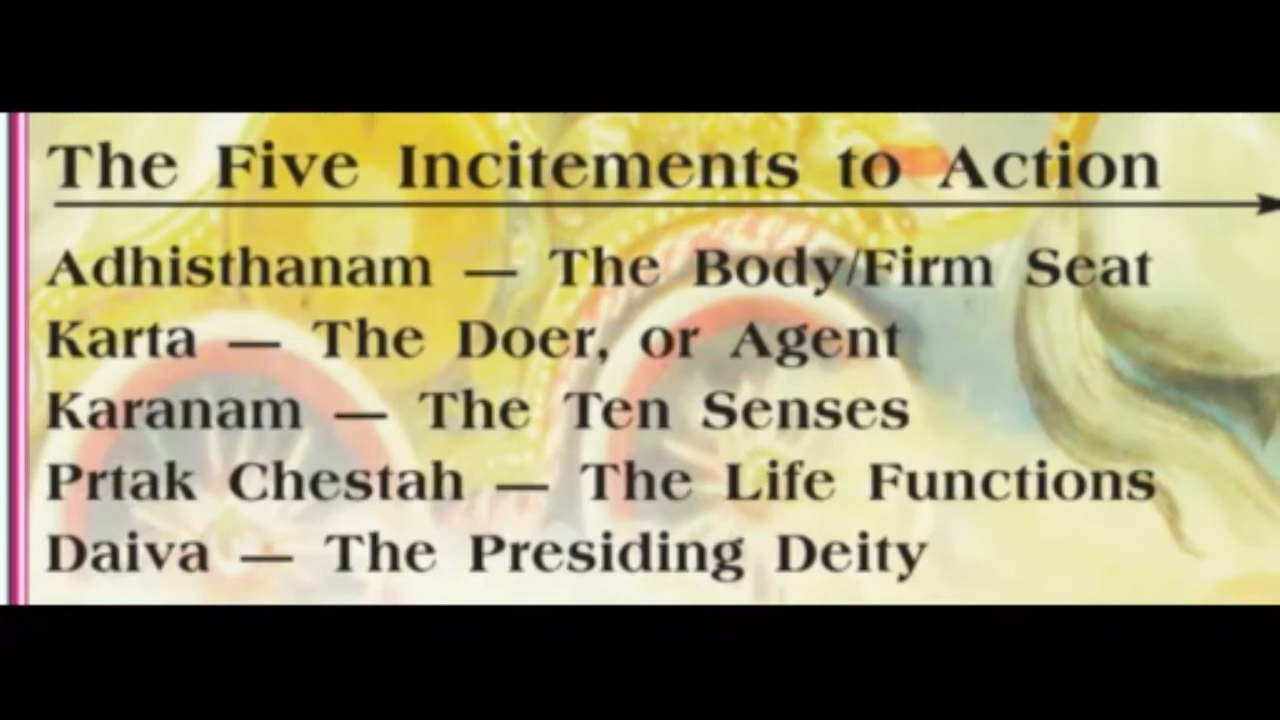 The Five Incitements to Action
Adhisthanam — The Body/Firm Seat
Karta — The Doer, or Agent
Karanam — The Ten Senses
Prtak Chestah — The Life Functions
Daiva — The Presiding Deity